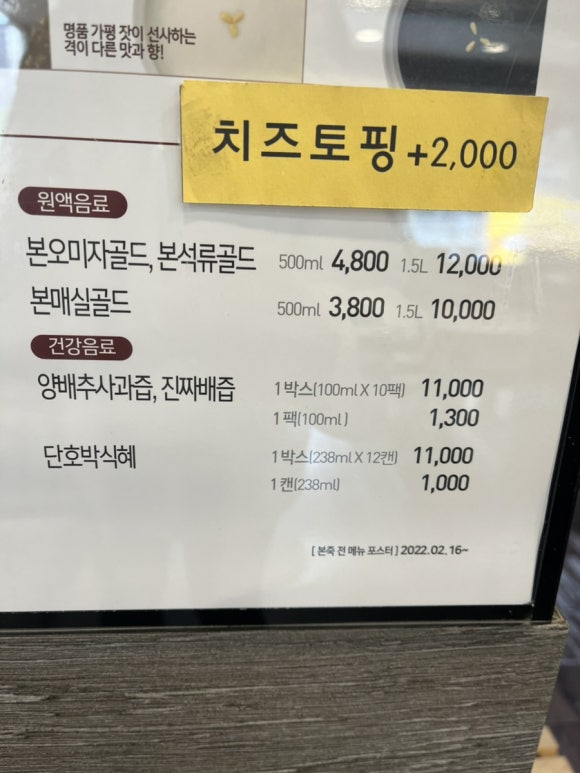 명품 가평 잣이 선사하는
격이 다른 맛과 향!
치즈토핑 +2,000
원액음료
본오미자골드, 본석류골드 500ml 4,800 1.5L 12,000
본매실골드 500ml 3,800 1.5L 10,000
건강음료
양배추사과즙, 진짜배즙 1박스(100ml X 10팩) 11,000
1팩(100ml) 1,300
단호박식혜 1박스(238ml X 12캔) 11,000
1캔(238ml) 1,000
[ 본죽 전 메뉴 포스터 ] 2022.02.16~